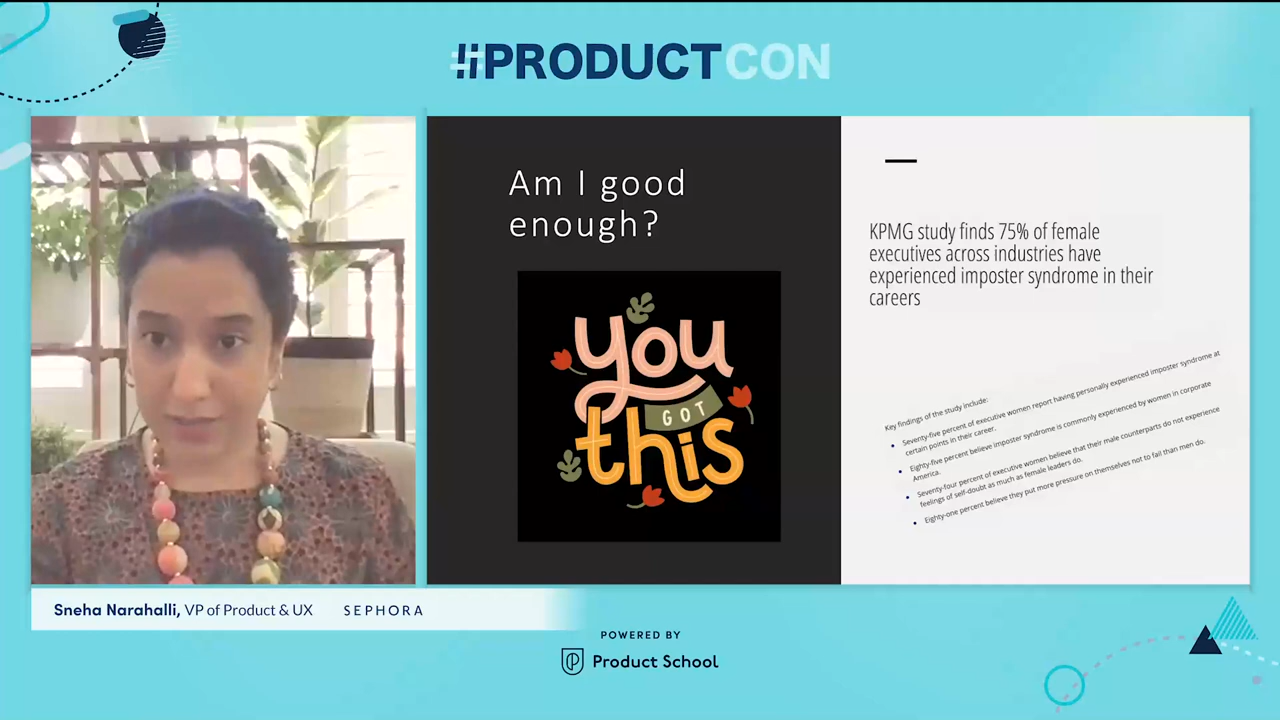 #PRODUCTCON
Am I good
enough?
you
GOT
this
KPMG study finds 75% of female
executives across industries have
experienced imposter syndrome in their
careers
Key findings of the study include:
Seventy-five percent of executive women report having personally experienced imposter syndrome at
certain points in their career.
Eighty-five percent believe imposter syndrome is commonly experienced by women in corporate
America.
Seventy-four percent of executive women believe that their male counterparts do not experience
feelings of self-doubt as much as female leaders do.
Eighty-one percent believe they put more pressure on themselves not to fail than men do.
Sneha Narahalli, VP of Product & UX SEPHORA
POWERED BY
Product School